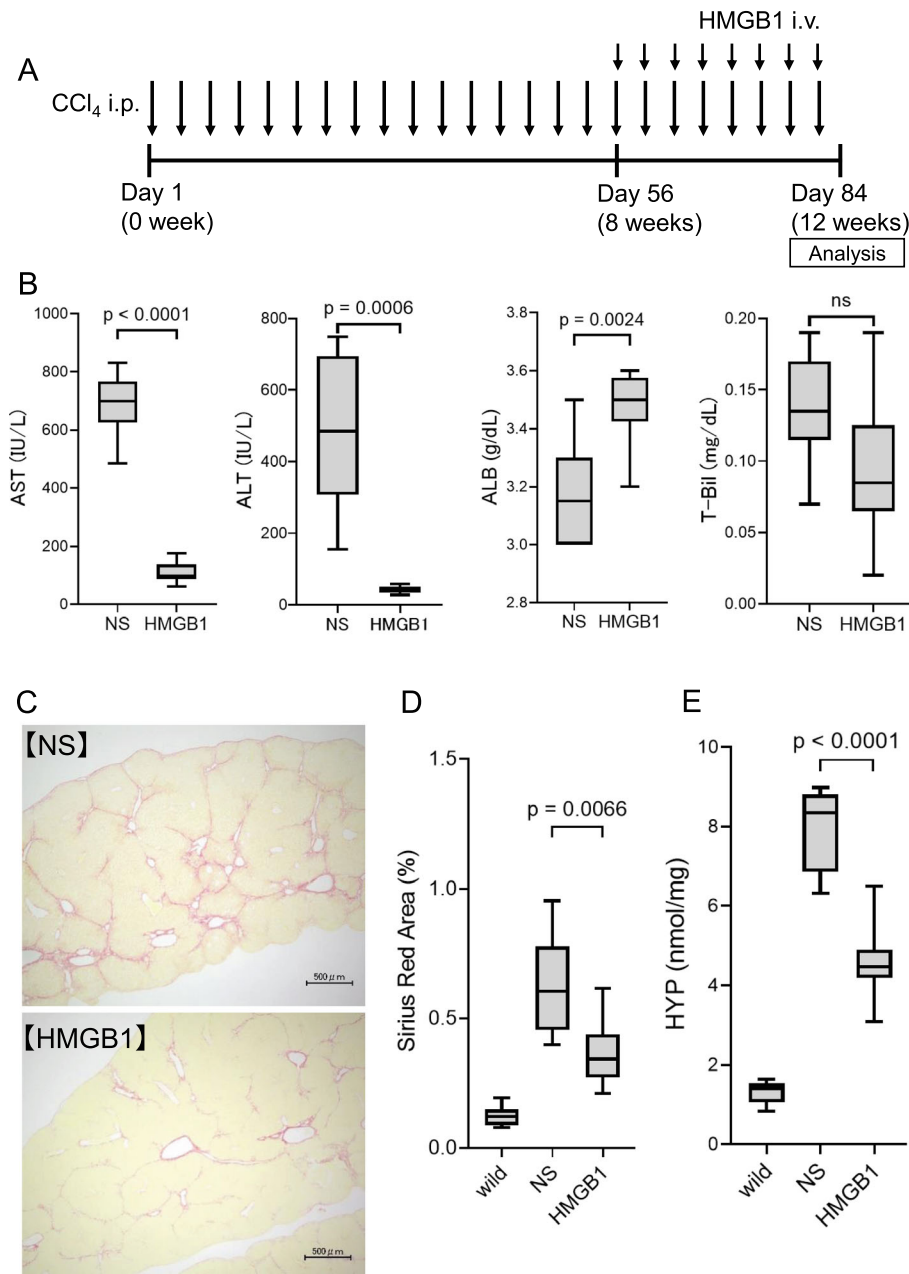 HMGB1 i.v.
A
CCl₄ i.p.
Day 1
(0 week)
Day 56
(8 weeks)
Day 84
(12 weeks)
Analysis
B
p < 0.0001
AST (IU/L)
1000
800
600
400
200
0
NS HMGB1
p = 0.0006
ALT (IU/L)
800
600
400
200
0
NS HMGB1
p = 0.0024
ALB (g/dL)
3.8
3.6
3.4
3.2
3.0
2.8
NS HMGB1
ns
T-Bil (mg/dL)
0.20
0.15
0.10
0.05
0.00
NS HMGB1
C
【NS】
500μm
【HMGB1】
500μm
D
p = 0.0066
Sirius Red Area (%)
1.5
1.0
0.5
0.0
wild NS HMGB1
E
p < 0.0001
HYP (nmol/mg)
10
8
6
4
2
0
wild NS HMGB1